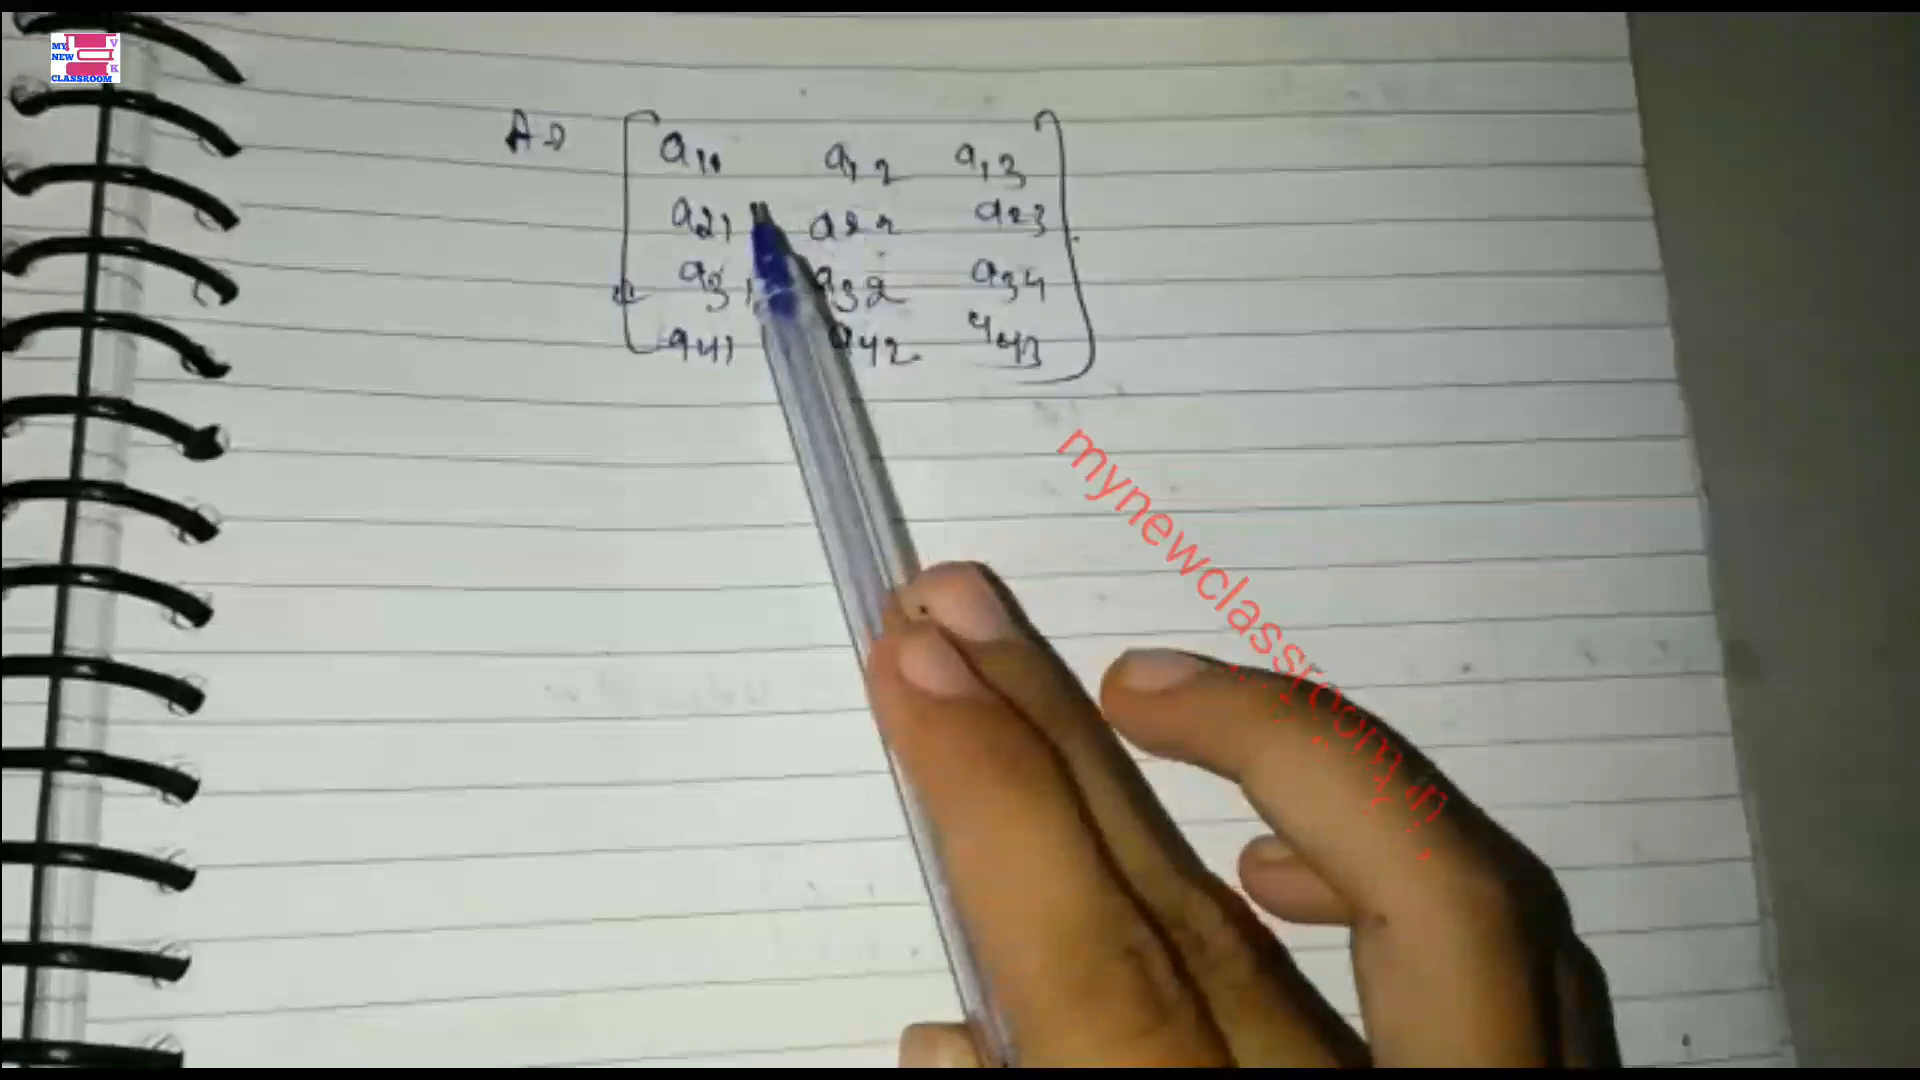 MY NEW CLASSROOM V K
A →
a11 a12 a13
a21 a22 a23
a31 a32 a34
a41 a42 a43
mynewclassroom.in